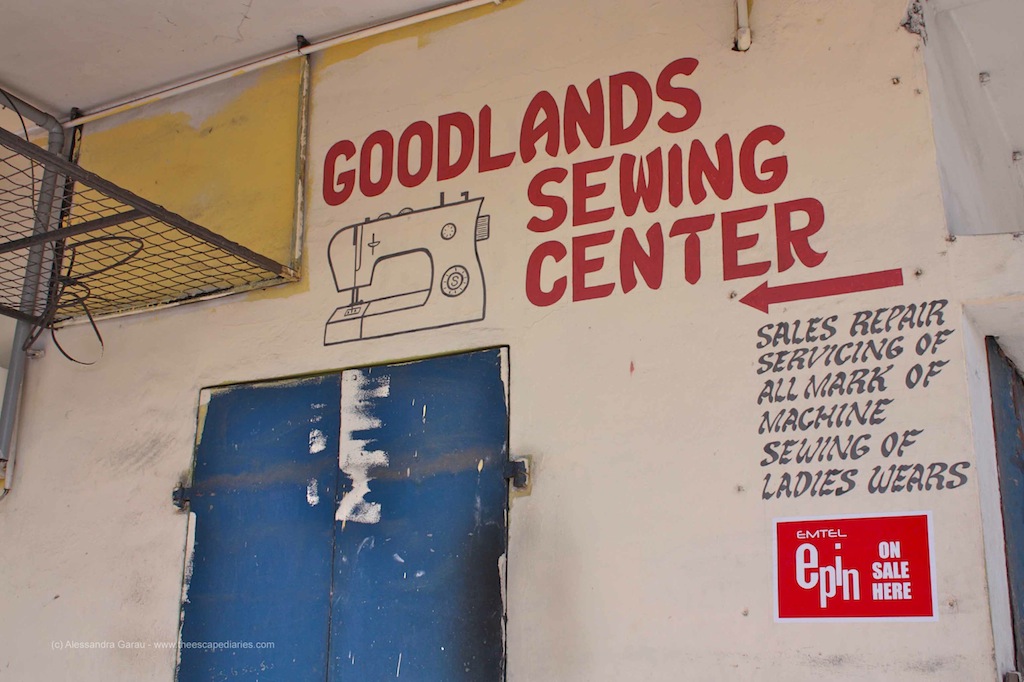 GOODLANDS
SEWING
CENTER
S
SALES REPAIR
SERVICING OF
ALL MARK OF
MACHINE
SEWING OF
LADIES WEARS
EMTEL
epin
ON
SALE
HERE
(c) Alessandra Garau - www.theescapediaries.com